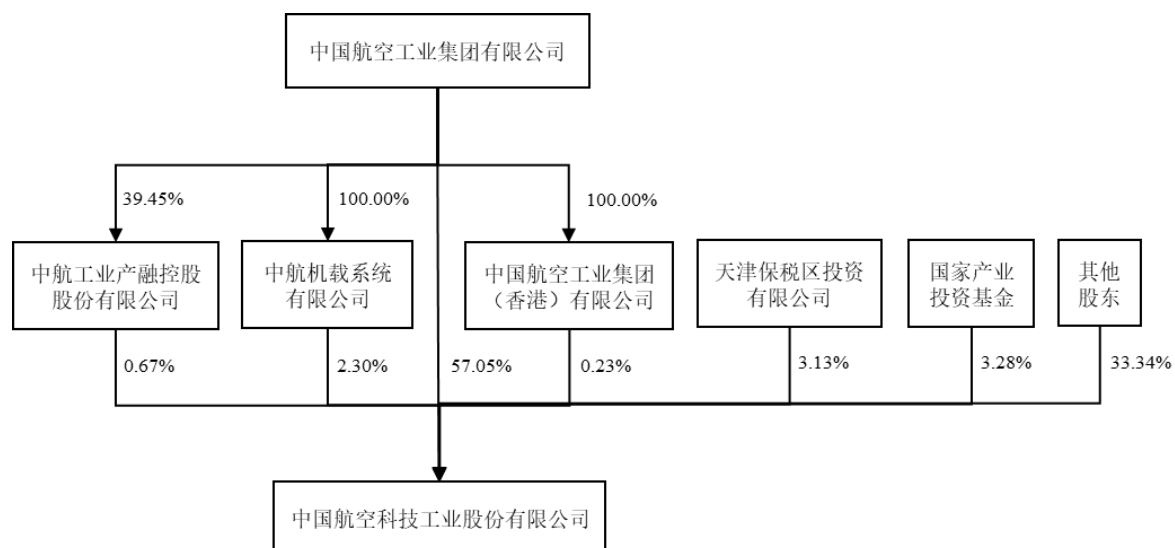 中国航空工业集团有限公司
39.45%
100.00%
100.00%
中航工业产融控股
股份有限公司
中航机载系统
有限公司
中国航空工业集团
（香港）有限公司
天津保税区投资
有限公司
国家产业
投资基金
其他
股东
0.67%
2.30%
57.05%
0.23%
3.13%
3.28%
33.34%
中国航空科技工业股份有限公司